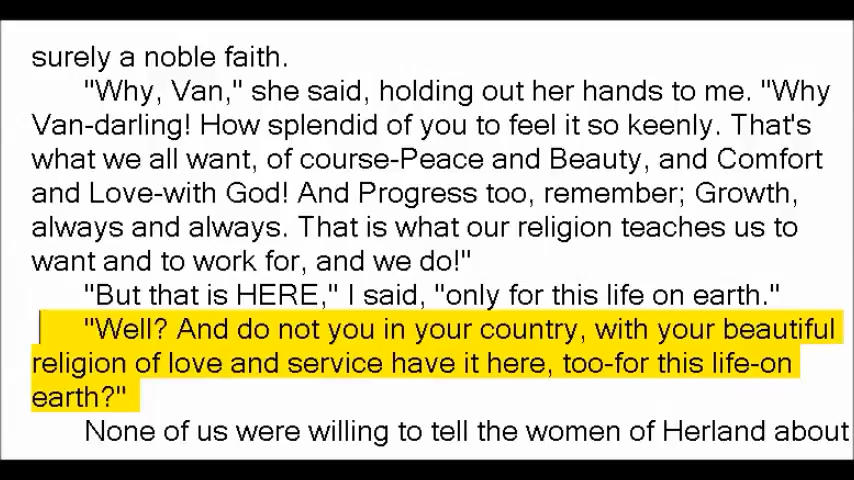 surely a noble faith.
"Why, Van," she said, holding out her hands to me. "Why
Van-darling! How splendid of you to feel it so keenly. That's
what we all want, of course-Peace and Beauty, and Comfort
and Love-with God! And Progress too, remember; Growth,
always and always. That is what our religion teaches us to
want and to work for, and we do!"
"But that is HERE," I said, "only for this life on earth."
"Well? And do not you in your country, with your beautiful
religion of love and service have it here, too-for this life-on
earth?"
None of us were willing to tell the women of Herland about